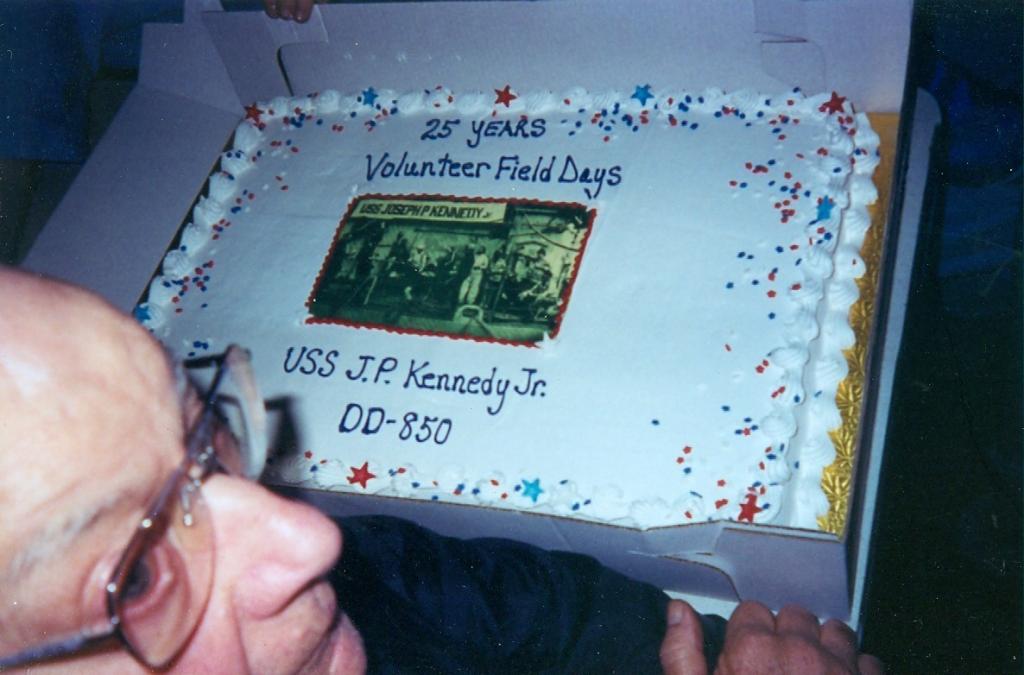 25 YEARS
Volunteer Field Days
USS JOSEPH P KENNEDY Jr
USS J.P. Kennedy Jr.
DD-850